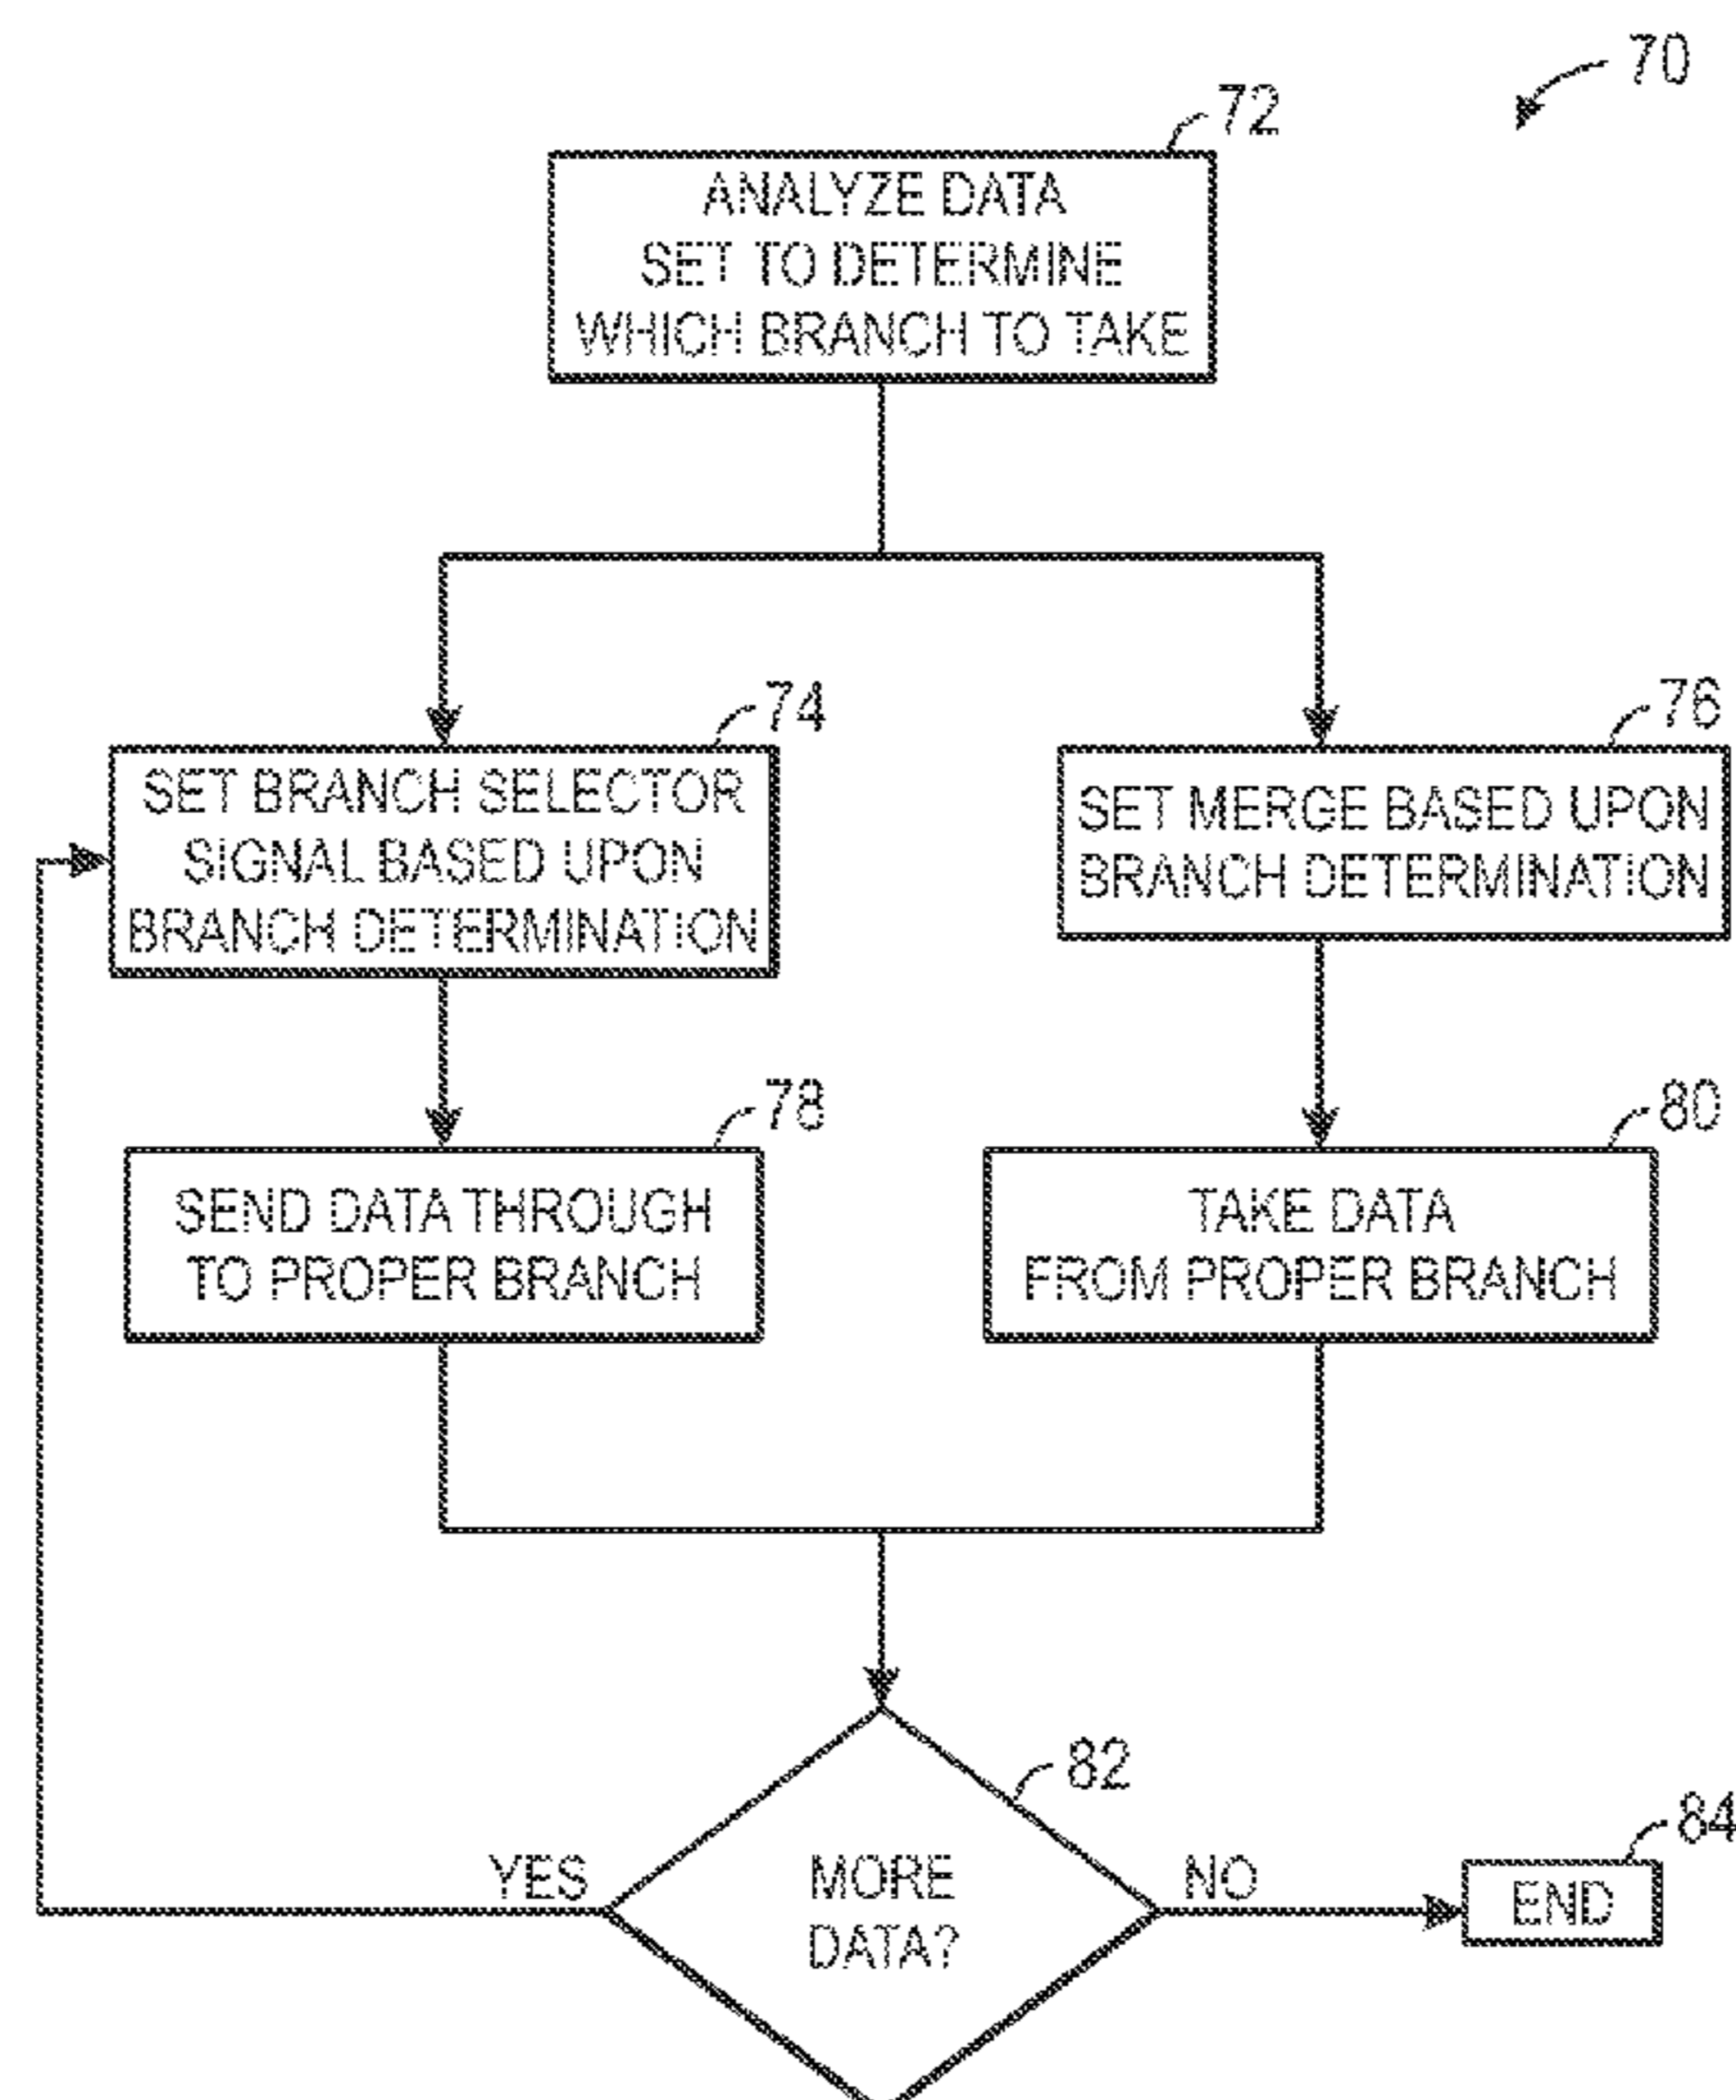 70
72
ANALYZE DATA
SET TO DETERMINE
WHICH BRANCH TO TAKE
74
SET BRANCH SELECTOR
SIGNAL BASED UPON
BRANCH DETERMINATION
76
SET MERGE BASED UPON
BRANCH DETERMINATION
78
SEND DATA THROUGH
TO PROPER BRANCH
80
TAKE DATA
FROM PROPER BRANCH
82
MORE
DATA?
YES
NO
84
END